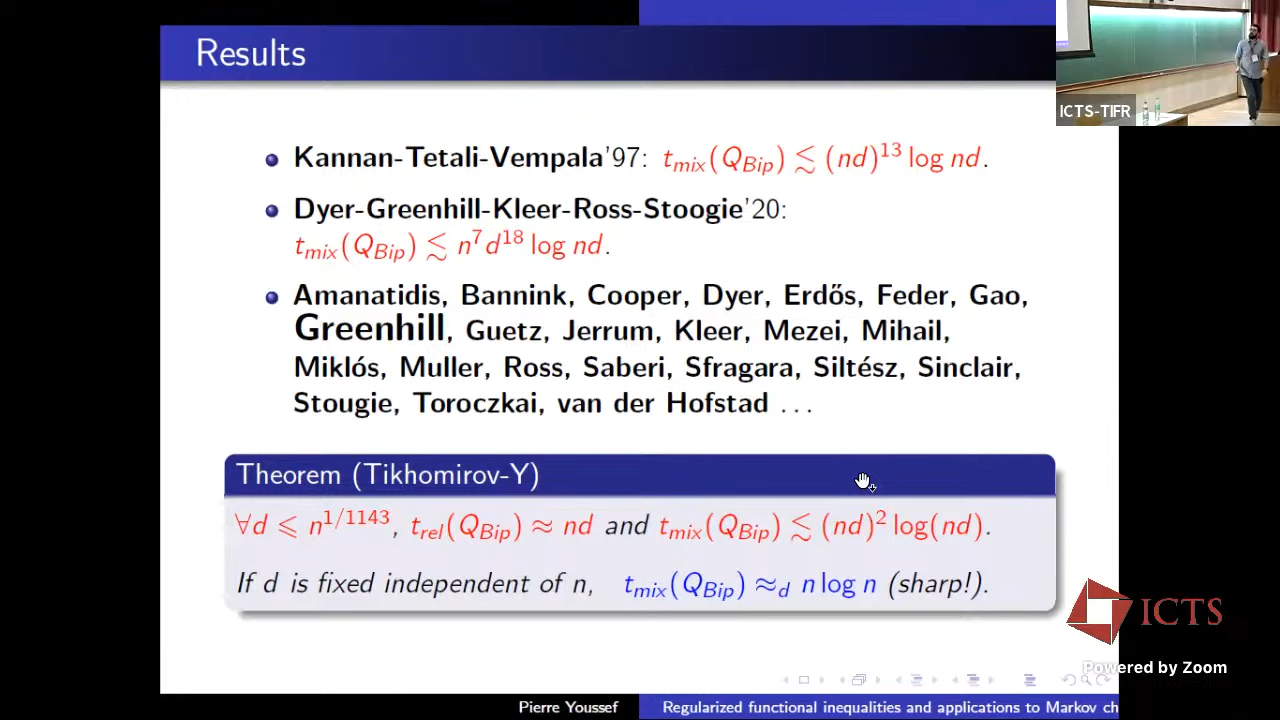 Results
Kannan-Tetali-Vempala'97: t_mix(Q_Bip) ≲ (nd)^13 log nd.
Dyer-Greenhill-Kleer-Ross-Stoogie'20:
t_mix(Q_Bip) ≲ n^7 d^18 log nd.
Amanatidis, Bannink, Cooper, Dyer, Erdős, Feder, Gao,
Greenhill, Guetz, Jerrum, Kleer, Mezei, Mihail,
Miklós, Muller, Ross, Saberi, Sfragara, Siltész, Sinclair,
Stougie, Toroczkai, van der Hofstad ...
Theorem (Tikhomirov-Y)
∀d ⩽ n^{1/1143}, t_rel(Q_Bip) ≈ nd and t_mix(Q_Bip) ≲ (nd)^2 log(nd).
If d is fixed independent of n, t_mix(Q_Bip) ≈_d n log n (sharp!).
Pierre Youssef
Regularized functional inequalities and applications to Markov ch
ICTS-TIFR
ICTS
Powered by Zoom